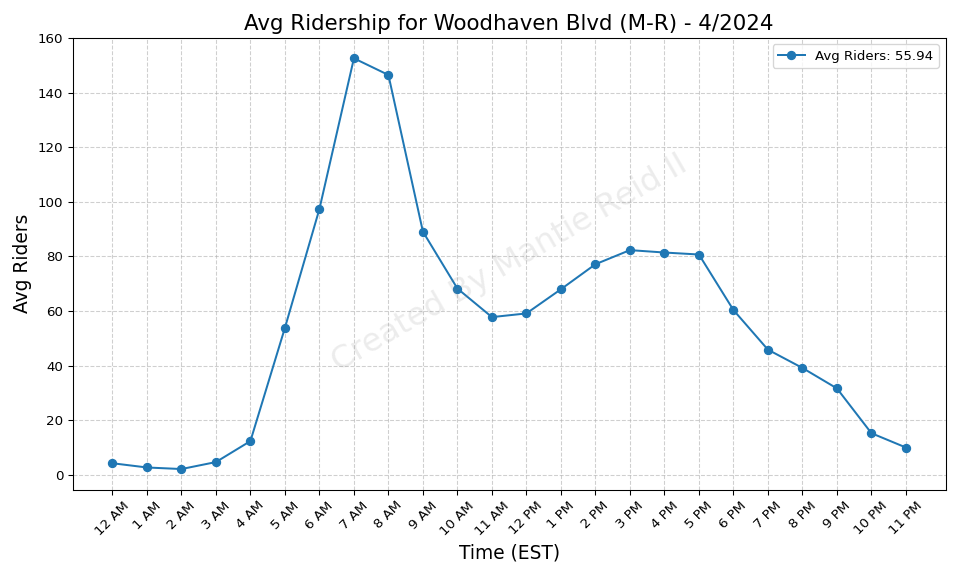 Avg Ridership for Woodhaven Blvd (M-R) - 4/2024
Avg Riders: 55.94
Avg Riders
160
140
120
100
80
60
40
20
0
Created By Mantie Reid II
12 AM
1 AM
2 AM
3 AM
4 AM
5 AM
6 AM
7 AM
8 AM
9 AM
10 AM
11 AM
12 PM
1 PM
2 PM
3 PM
4 PM
5 PM
6 PM
7 PM
8 PM
9 PM
10 PM
11 PM
Time (EST)